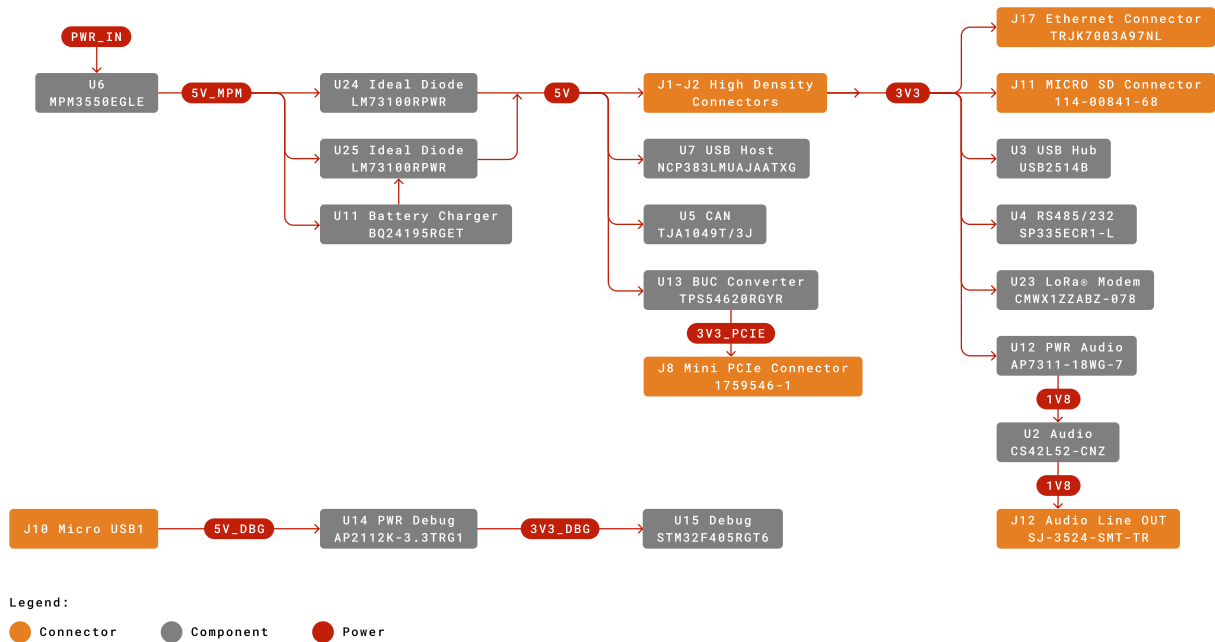 PWR_IN
U6
MPM3550EGLE
5V_MPM
U24 Ideal Diode
LM73100RPWR
U25 Ideal Diode
LM73100RPWR
U11 Battery Charger
BQ24195RGET
5V
J1-J2 High Density
Connectors
U7 USB Host
NCP383LMUAJAATXG
U5 CAN
TJA1049T/3J
U13 BUC Converter
TPS54620RGYR
3V3_PCIE
J8 Mini PCIe Connector
1759546-1
3V3
J17 Ethernet Connector
TRJK7003A97NL
J11 MICRO SD Connector
114-00841-68
U3 USB Hub
USB2514B
U4 RS485/232
SP335ECR1-L
U23 LoRa® Modem
CMWX1ZZABZ-078
U12 PWR Audio
AP7311-18WG-7
1V8
U2 Audio
CS42L52-CNZ
1V8
J12 Audio Line OUT
SJ-3524-SMT-TR
J10 Micro USB1
5V_DBG
U14 PWR Debug
AP2112K-3.3TRG1
3V3_DBG
U15 Debug
STM32F405RGT6
Legend:
Connector
Component
Power